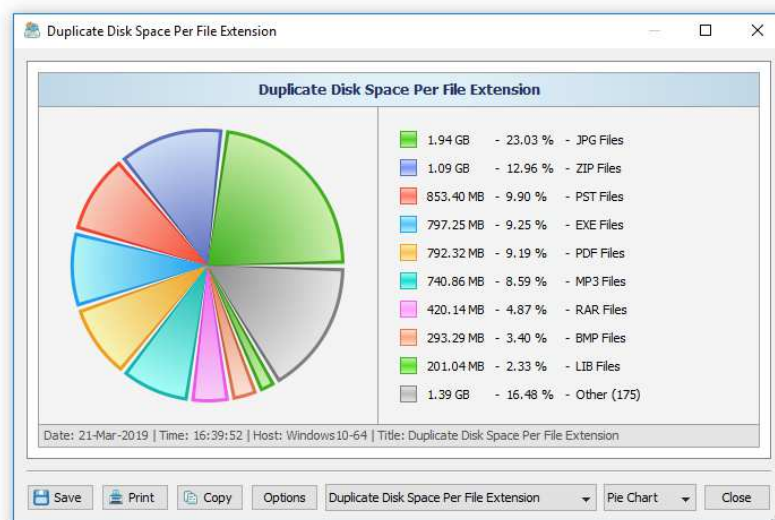 Duplicate Disk Space Per File Extension
Duplicate Disk Space Per File Extension
1.94 GB - 23.03 % - JPG Files
1.09 GB - 12.96 % - ZIP Files
853.40 MB - 9.90 % - PST Files
797.25 MB - 9.25 % - EXE Files
792.32 MB - 9.19 % - PDF Files
740.86 MB - 8.59 % - MP3 Files
420.14 MB - 4.87 % - RAR Files
293.29 MB - 3.40 % - BMP Files
201.04 MB - 2.33 % - LIB Files
1.39 GB - 16.48 % - Other (175)
Date: 21-Mar-2019 | Time: 16:39:52 | Host: Windows10-64 | Title: Duplicate Disk Space Per File Extension
Save Print Copy Options Duplicate Disk Space Per File Extension Pie Chart Close